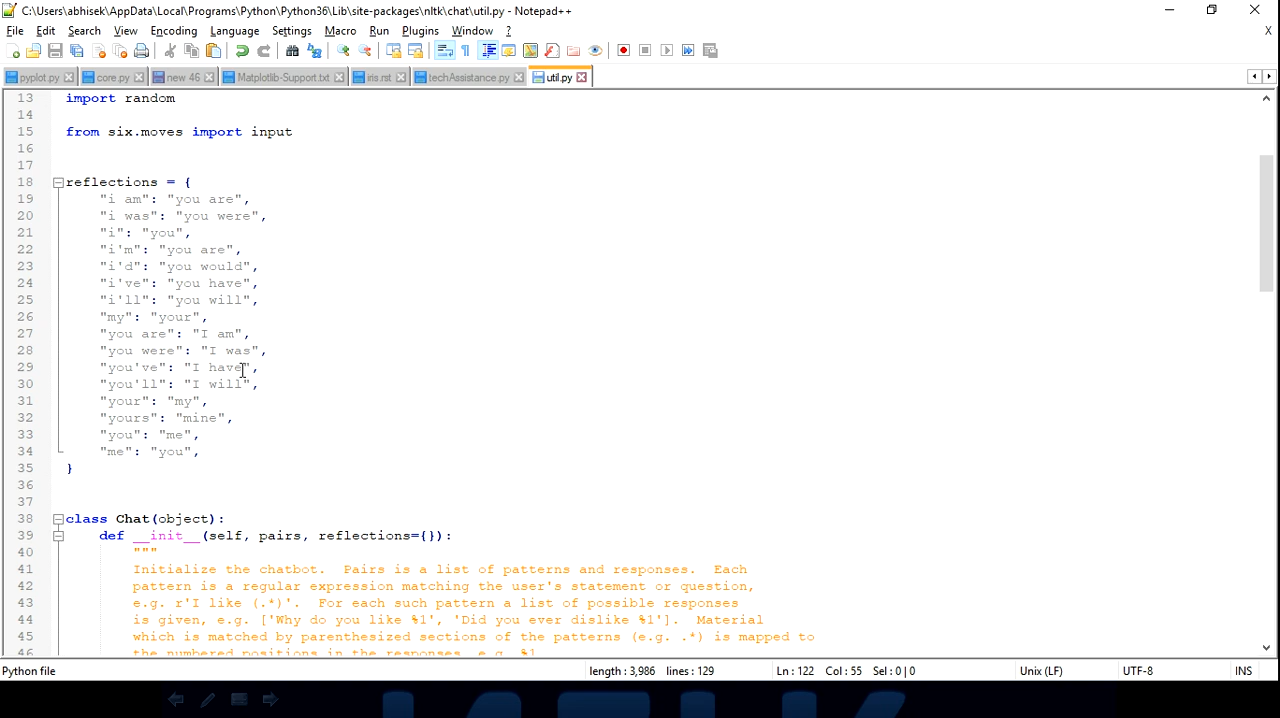 C:\Users\abhisek\AppData\Local\Programs\Python\Python36\Lib\site-packages\nltk\chat\util.py - Notepad++
File Edit Search View Encoding Language Settings Macro Run Plugins Window ? X
pyplot.py core.py new 46 Matplotlib-Support.txt iris.rst techAssistance.py util.py
13 import random
14
15 from six.moves import input
16
17
18 reflections = {
19 "i am": "you are",
20 "i was": "you were",
21 "i": "you",
22 "i'm": "you are",
23 "i'd": "you would",
24 "i've": "you have",
25 "i'll": "you will",
26 "my": "your",
27 "you are": "I am",
28 "you were": "I was",
29 "you've": "I have",
30 "you'll": "I will",
31 "your": "my",
32 "yours": "mine",
33 "you": "me",
34 "me": "you",
35 }
36
37
38 class Chat(object):
39 def __init__(self, pairs, reflections={}):
40 """
41 Initialize the chatbot.  Pairs is a list of patterns and responses.  Each
42 pattern is a regular expression matching the user's statement or question,
43 e.g. r'I like (.*)'.  For each such pattern a list of possible responses
44 is given, e.g. ['Why do you like %1', 'Did you ever dislike %1'].  Material
45 which is matched by parenthesized sections of the patterns (e.g. .*) is mapped to
46 the numbered positions in the responses, e.g. %1
Python file length : 3,986 lines : 129 Ln : 122 Col : 55 Sel : 0 | 0 Unix (LF) UTF-8 INS